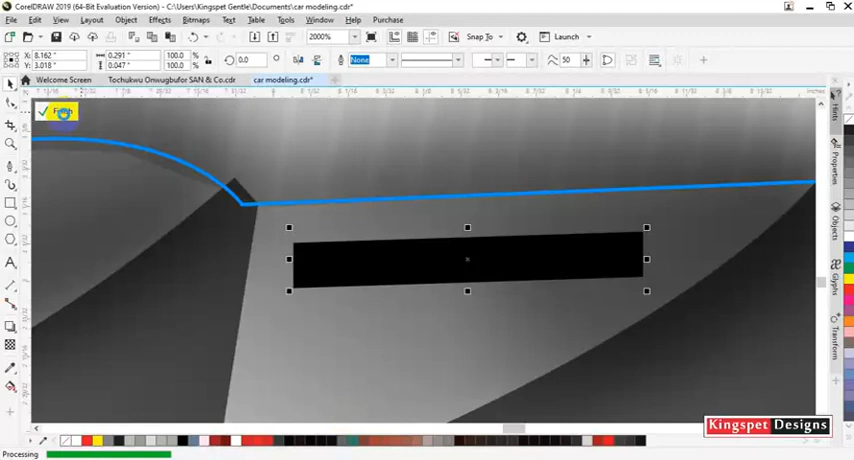 CorelDRAW 2019 (64-Bit Evaluation Version) - C:\Users\Kingspet Gentle\Documents\car modeling.cdr*
File Edit View Layout Object Effects Bitmaps Text Table Tools Window Help Purchase
2000% Snap To Launch
X: 8.162 " 0.291 " 100.0 % 0.0 None 50
Y: 3.018 " 0.047 " 100.0 %
Welcome Screen Tochukwu Onwugbufor SAN & Co.cdr car modeling.cdr*
inches
Finish
Hints
Properties
Objects
Glyphs
Transform
Kingspet Designs
Processing